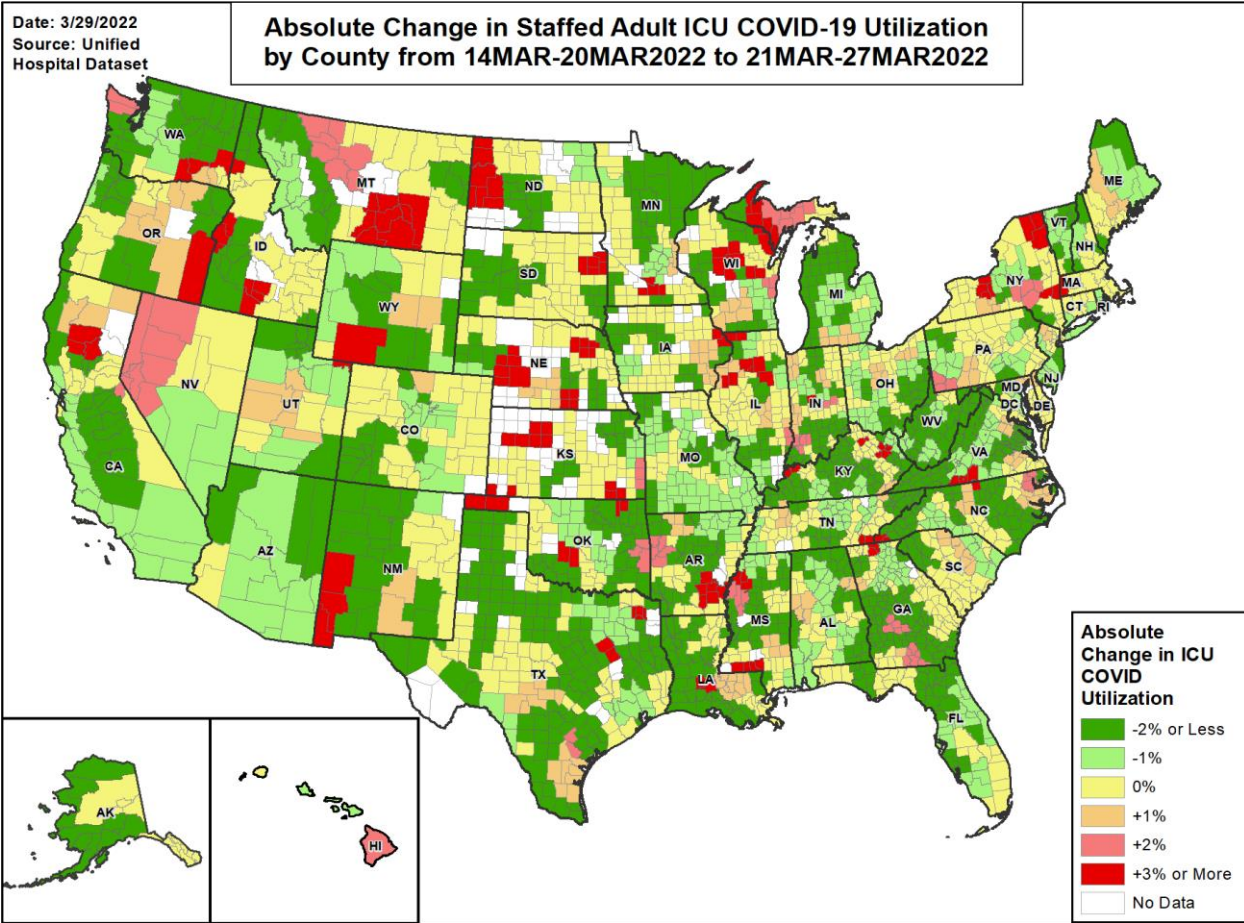 Date: 3/29/2022
Source: Unified
Hospital Dataset
Absolute Change in Staffed Adult ICU COVID-19 Utilization
by County from 14MAR-20MAR2022 to 21MAR-27MAR2022
WA
MT
ND
MN
ME
OR
ID
SD
WI
VT
NH
NY
MA
CT
RI
WY
MI
IA
NE
PA
NJ
NV
UT
CO
IL
IN
OH
MD
DC
DE
WV
VA
CA
KS
MO
KY
AZ
NM
OK
AR
TN
NC
SC
MS
AL
GA
TX
LA
FL
AK
HI
Absolute
Change in ICU
COVID
Utilization
-2% or Less
-1%
0%
+1%
+2%
+3% or More
No Data